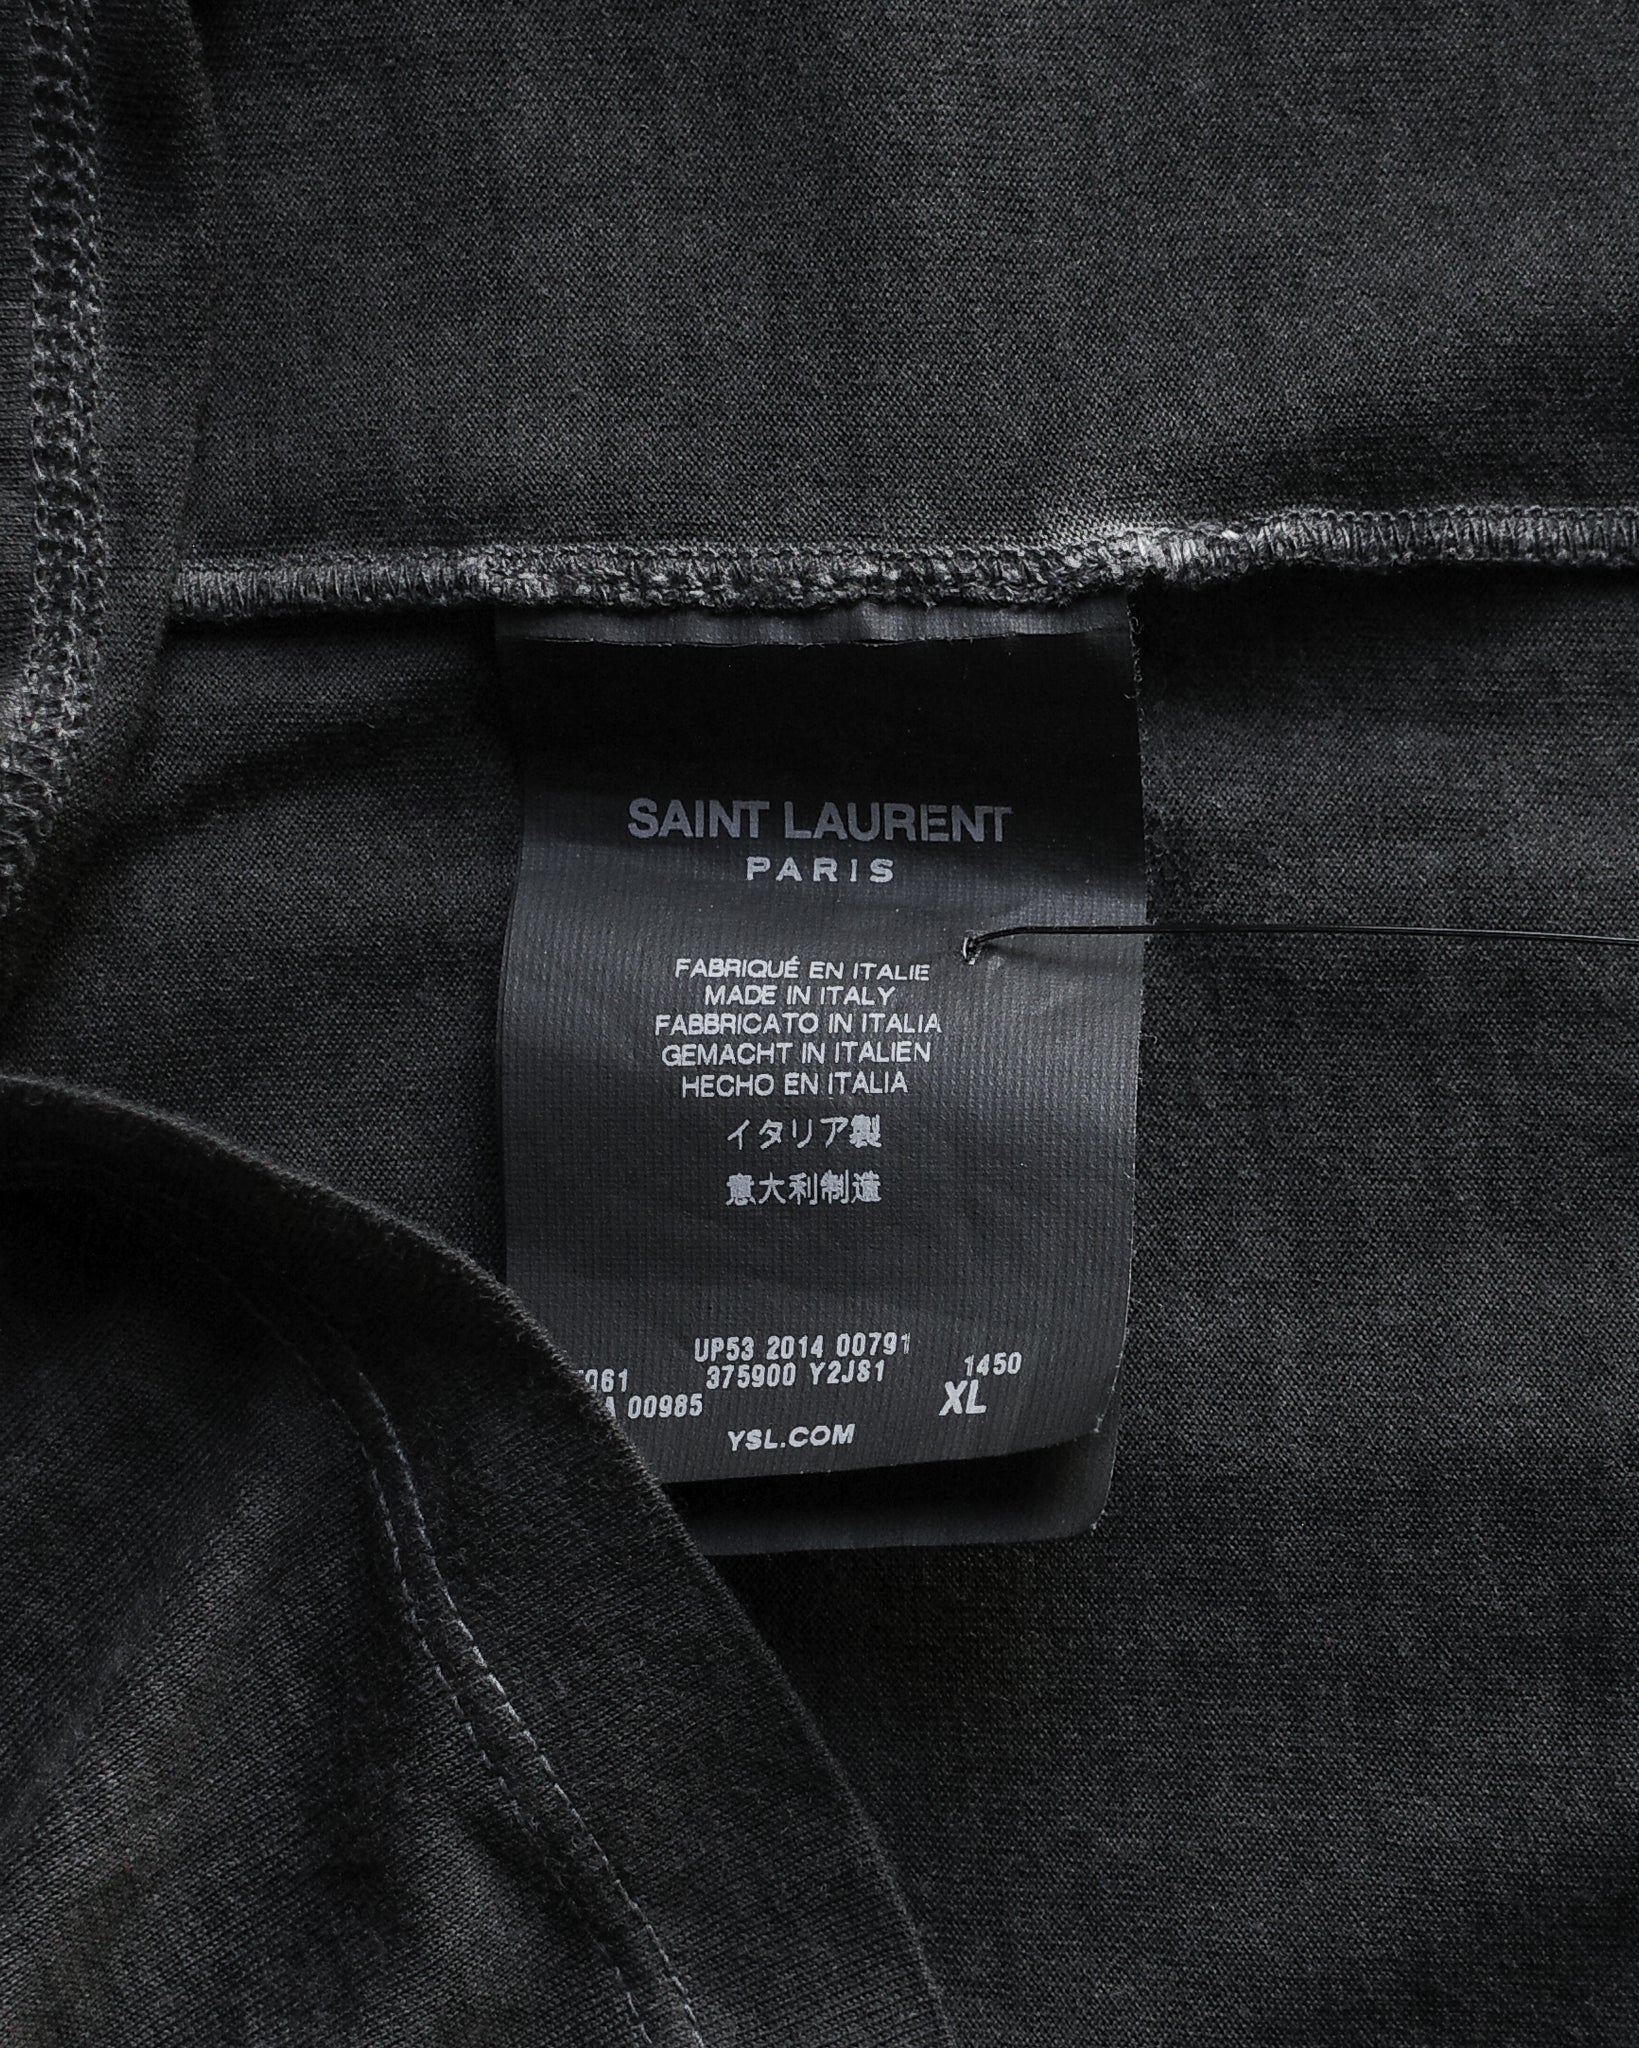 SAINT LAURENT
PARIS
FABRIQUÉ EN ITALIE
MADE IN ITALY
FABBRICATO IN ITALIA
GEMACHT IN ITALIEN
HECHO EN ITALIA
イタリア製
意大利制造
UP53 2014 00791
375900 Y2J81 1450
00985 XL
YSL.COM